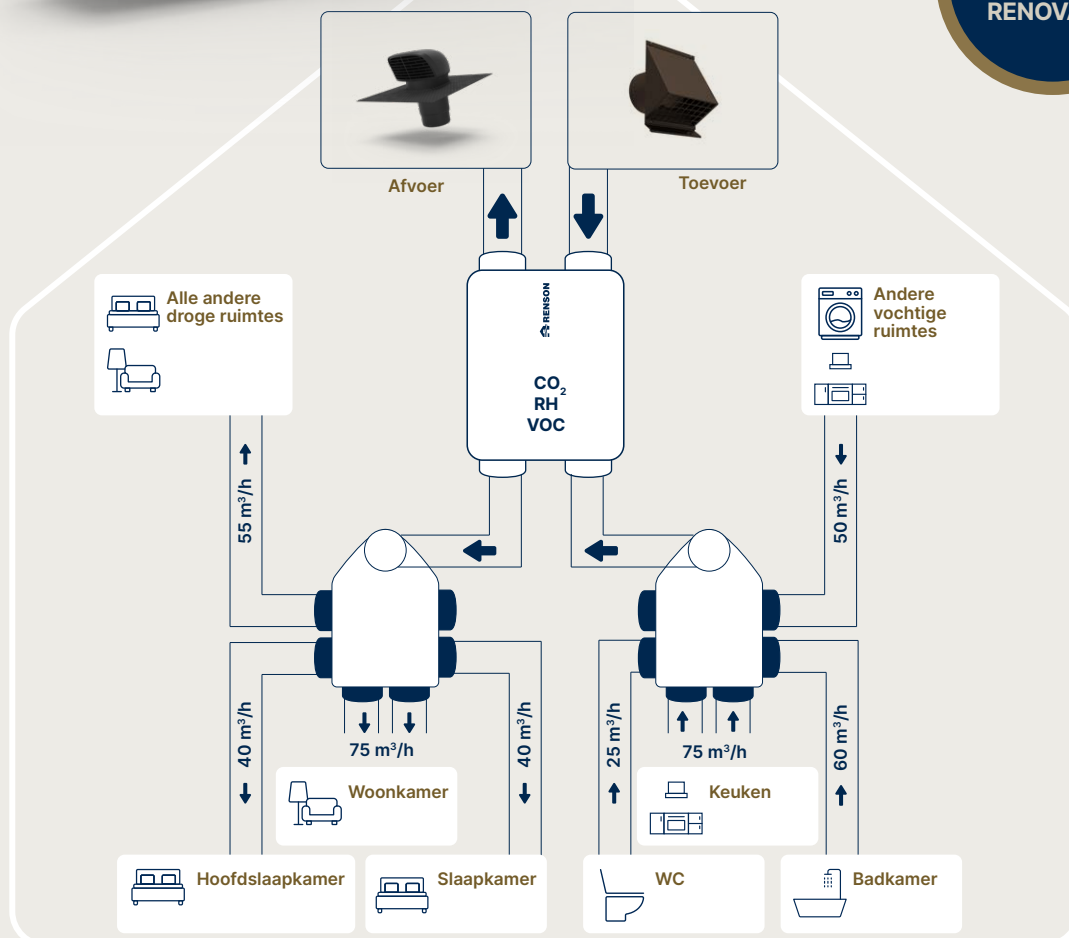 Afvoer
Toevoer
Alle andere
droge ruimtes
RENSON
CO₂
RH
VOC
Andere
vochtige
ruimtes
55 m³/h
50 m³/h
40 m³/h
75 m³/h
40 m³/h
25 m³/h
75 m³/h
60 m³/h
Woonkamer
Keuken
Hoofdslaapkamer
Slaapkamer
WC
Badkamer